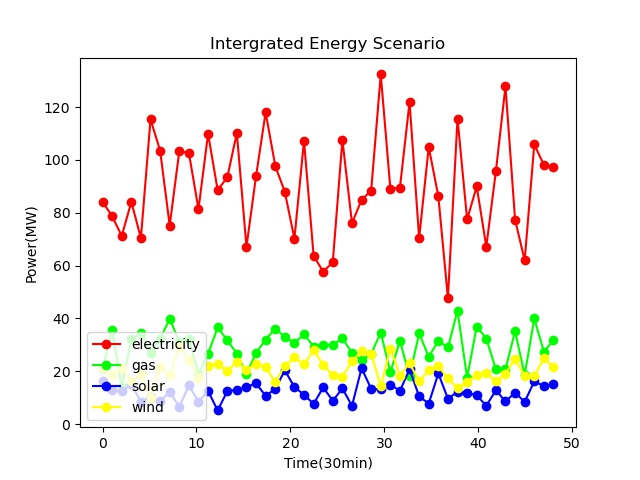 Intergrated Energy Scenario
Power(MW)
120
100
80
60
40
20
0
electricity
gas
solar
wind
0 10 20 30 40 50
Time(30min)